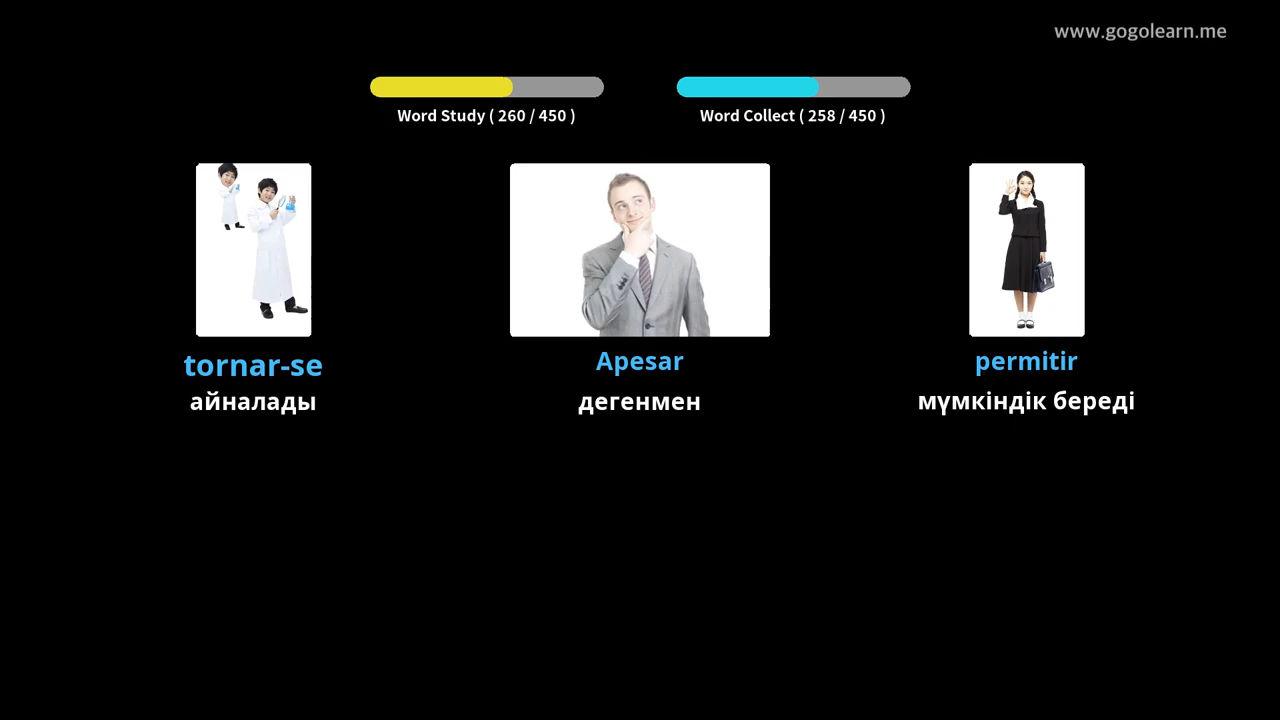 www.gogolearn.me
Word Study ( 260 / 450 )
Word Collect ( 258 / 450 )
tornar-se
айналады
Apesar
дегенмен
permitir
мүмкіндік береді